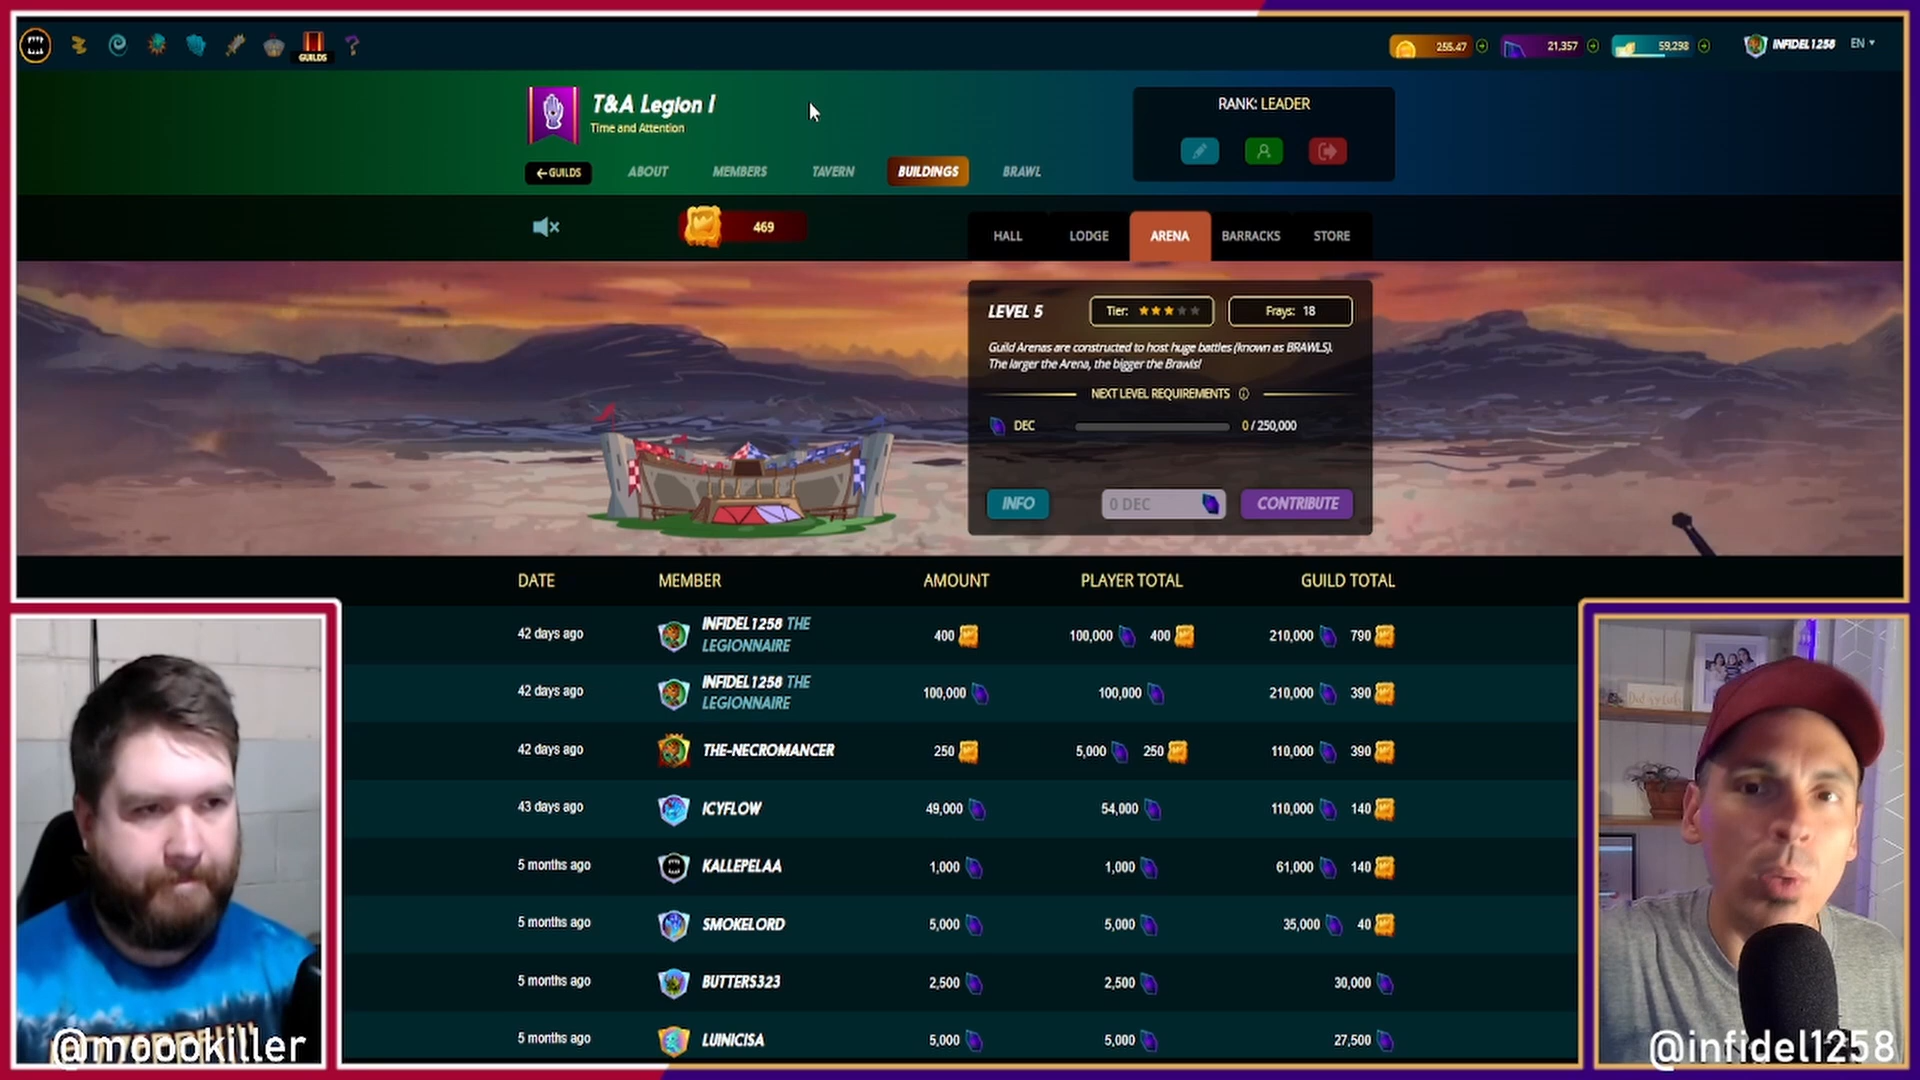 GUILDS
255.47
21,357
59,298
INFIDEL1258
EN
T&A Legion I
Time and Attention
RANK: LEADER
←GUILDS
ABOUT
MEMBERS
TAVERN
BUILDINGS
BRAWL
469
HALL
LODGE
ARENA
BARRACKS
STORE
LEVEL 5
Tier:
Frays: 18
Guild Arenas are constructed to host huge battles (known as BRAWLS).
The larger the Arena, the bigger the Brawls!
NEXT LEVEL REQUIREMENTS
DEC
0 / 250,000
INFO
0 DEC
CONTRIBUTE
DATE MEMBER AMOUNT PLAYER TOTAL GUILD TOTAL
42 days ago INFIDEL1258 THE LEGIONNAIRE 400 100,000 400 210,000 790
42 days ago INFIDEL1258 THE LEGIONNAIRE 100,000 100,000 210,000 390
42 days ago THE-NECROMANCER 250 5,000 250 110,000 390
43 days ago ICYFLOW 49,000 54,000 110,000 140
5 months ago KALLEPELAA 1,000 1,000 61,000 140
5 months ago SMOKELORD 5,000 5,000 35,000 40
5 months ago BUTTERS323 2,500 2,500 30,000
5 months ago LUINICISA 5,000 5,000 27,500
@moookiller
@infidel1258